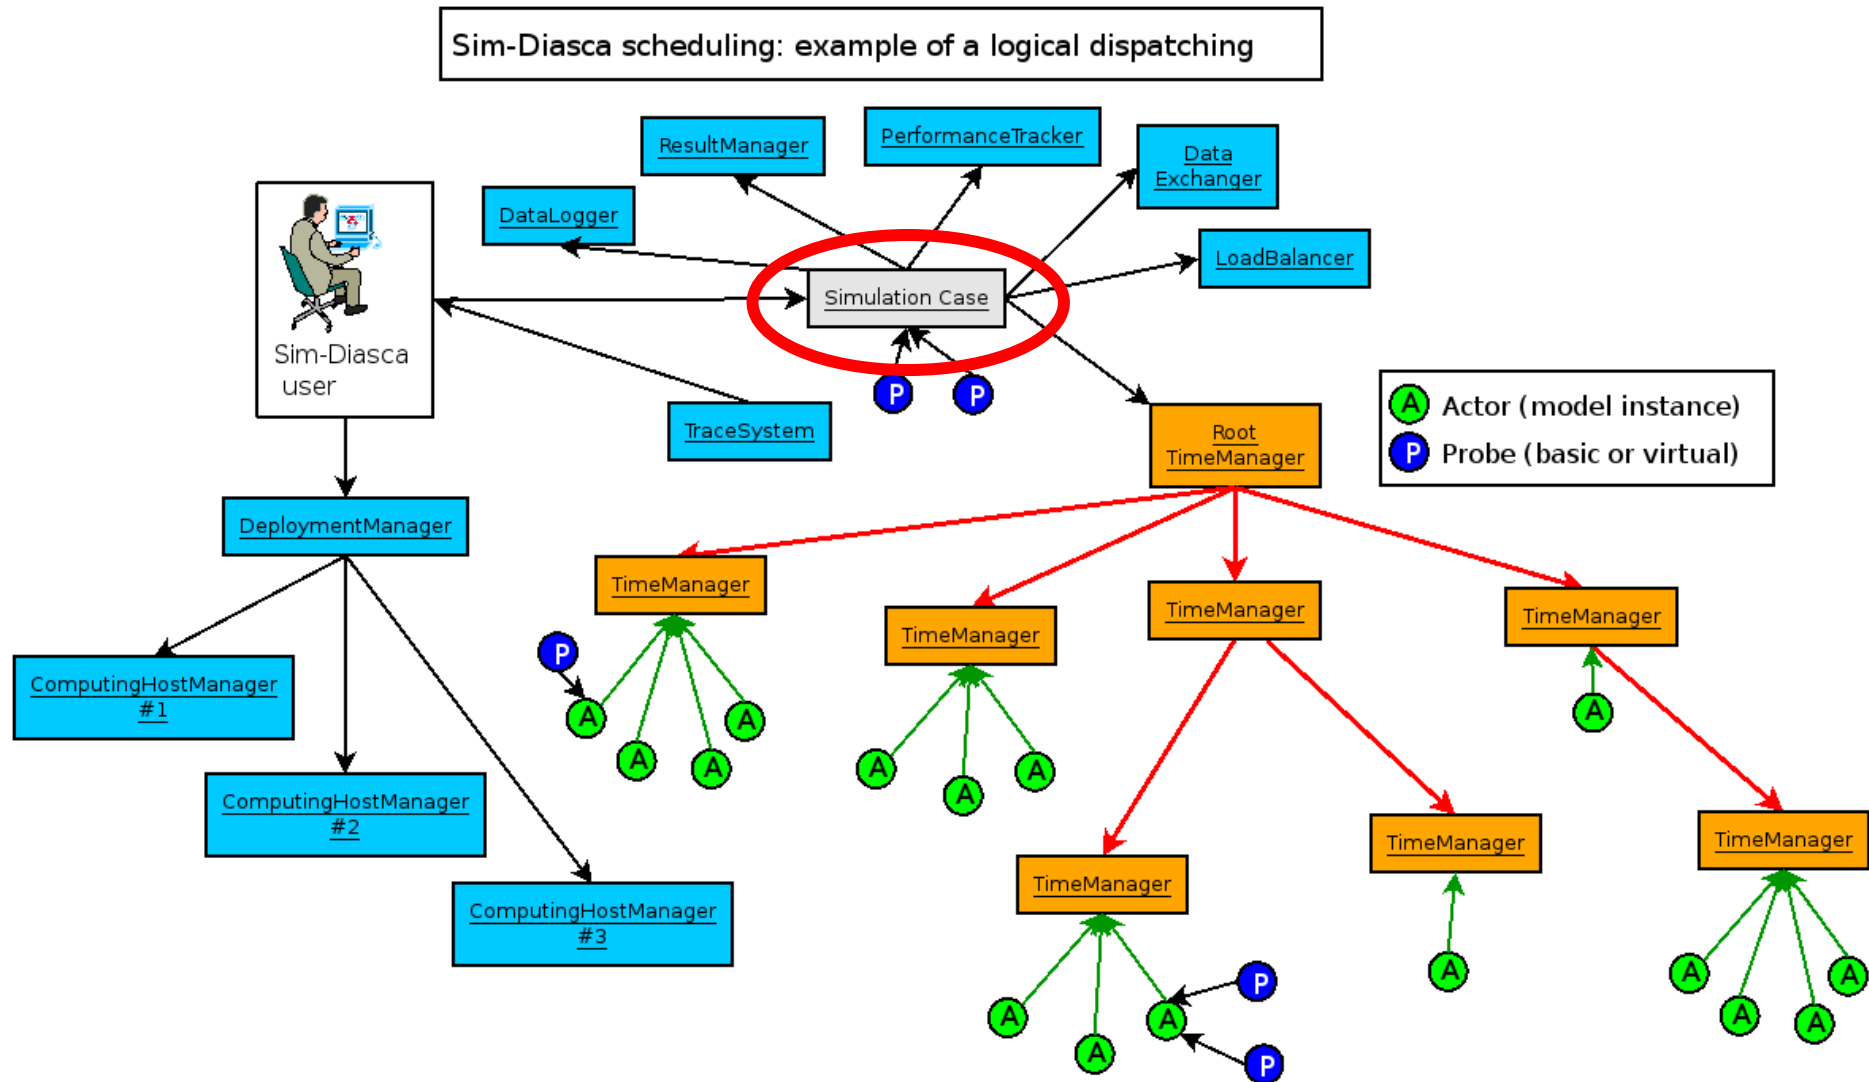 Sim-Diasca scheduling: example of a logical dispatching
ResultManager
PerformanceTracker
Data
Exchanger
DataLogger
LoadBalancer
Simulation Case
Sim-Diasca
user
P
P
TraceSystem
Root
TimeManager
A Actor (model instance)
P Probe (basic or virtual)
DeploymentManager
TimeManager
TimeManager
TimeManager
TimeManager
P
A
A
A
A
A
A
A
A
ComputingHostManager
#1
ComputingHostManager
#2
ComputingHostManager
#3
TimeManager
TimeManager
TimeManager
A
A
A
P
P
A
A
A
A
A